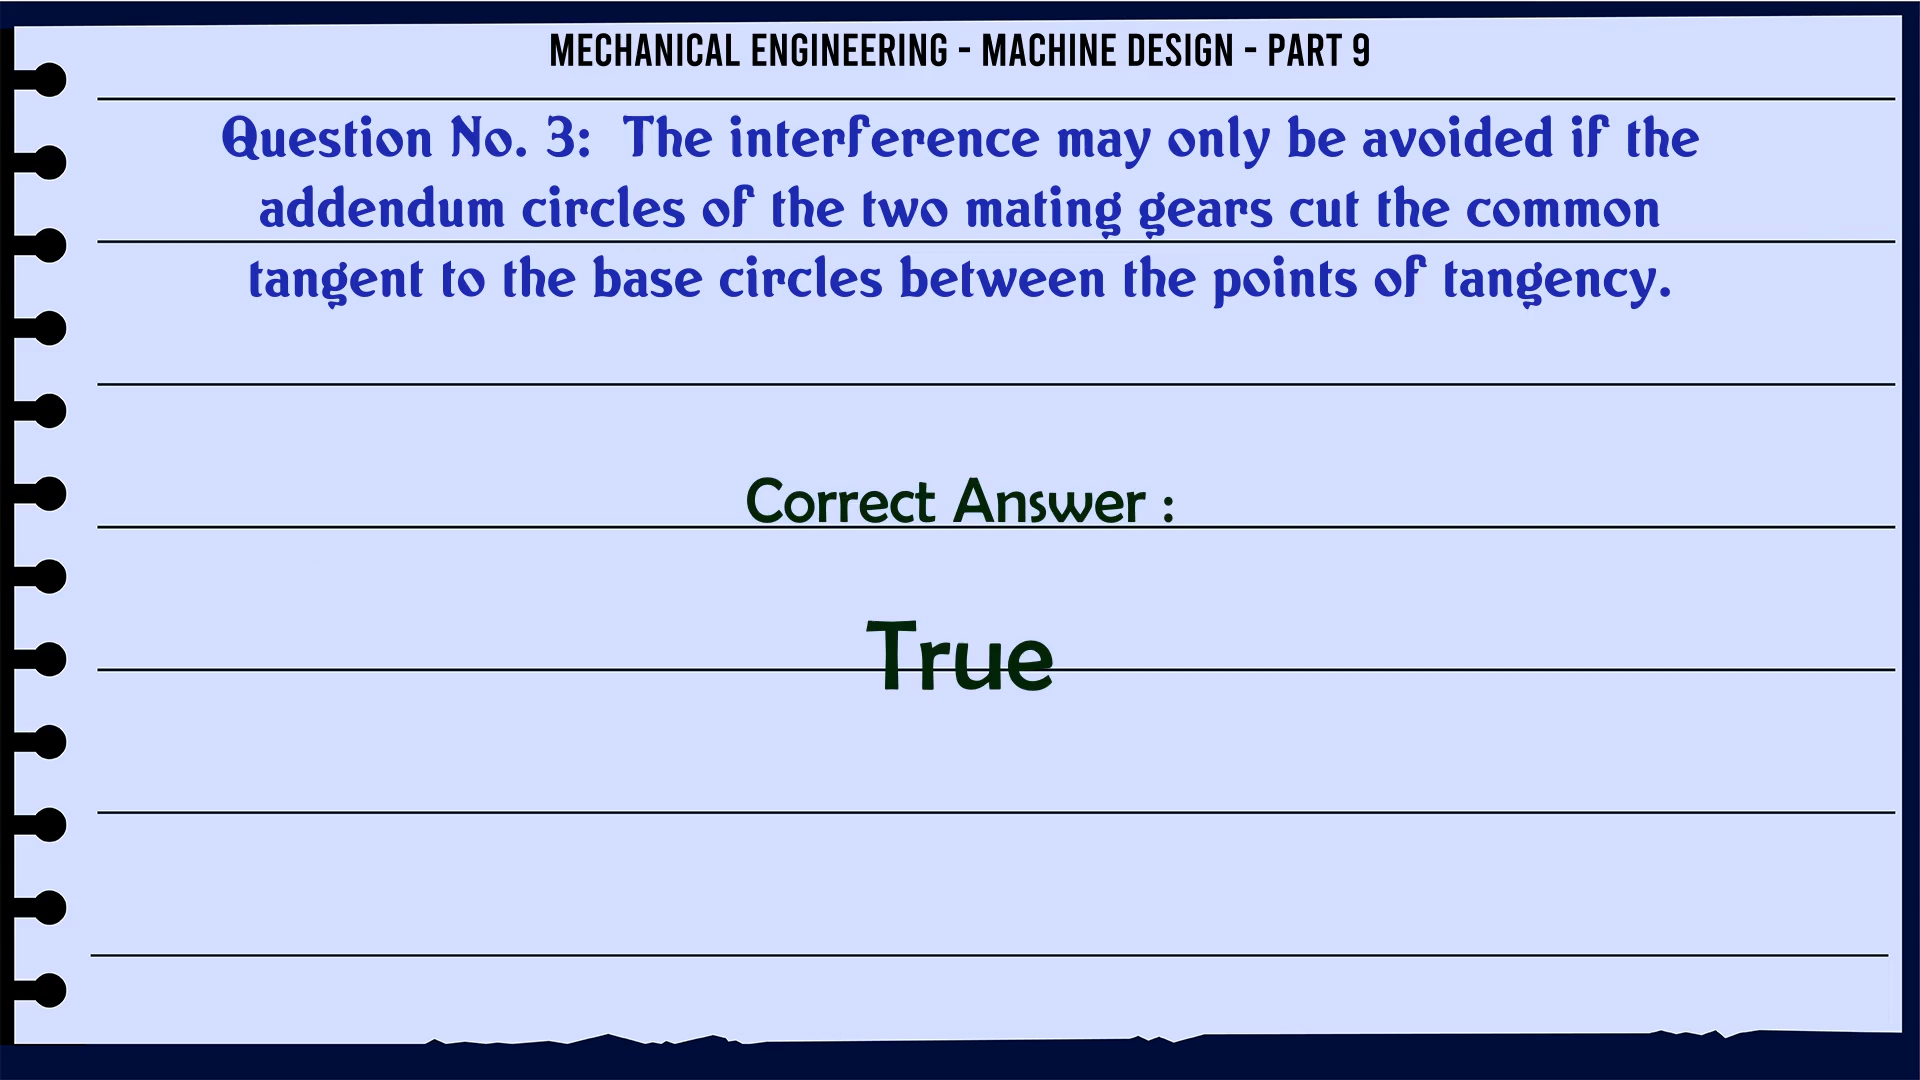 MECHANICAL ENGINEERING - MACHINE DESIGN - PART 9
Question No. 3:  The interference may only be avoided if the
addendum circles of the two mating gears cut the common
tangent to the base circles between the points of tangency.
Correct Answer :
True